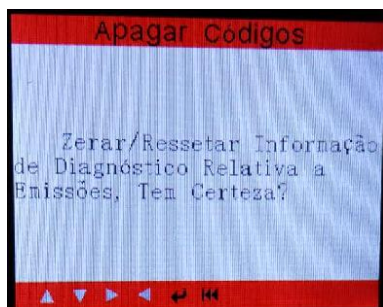 Apagar Códigos
Zerar/Ressetar Informação
de Diagnóstico Relativa a
Emissões, Tem Certeza?